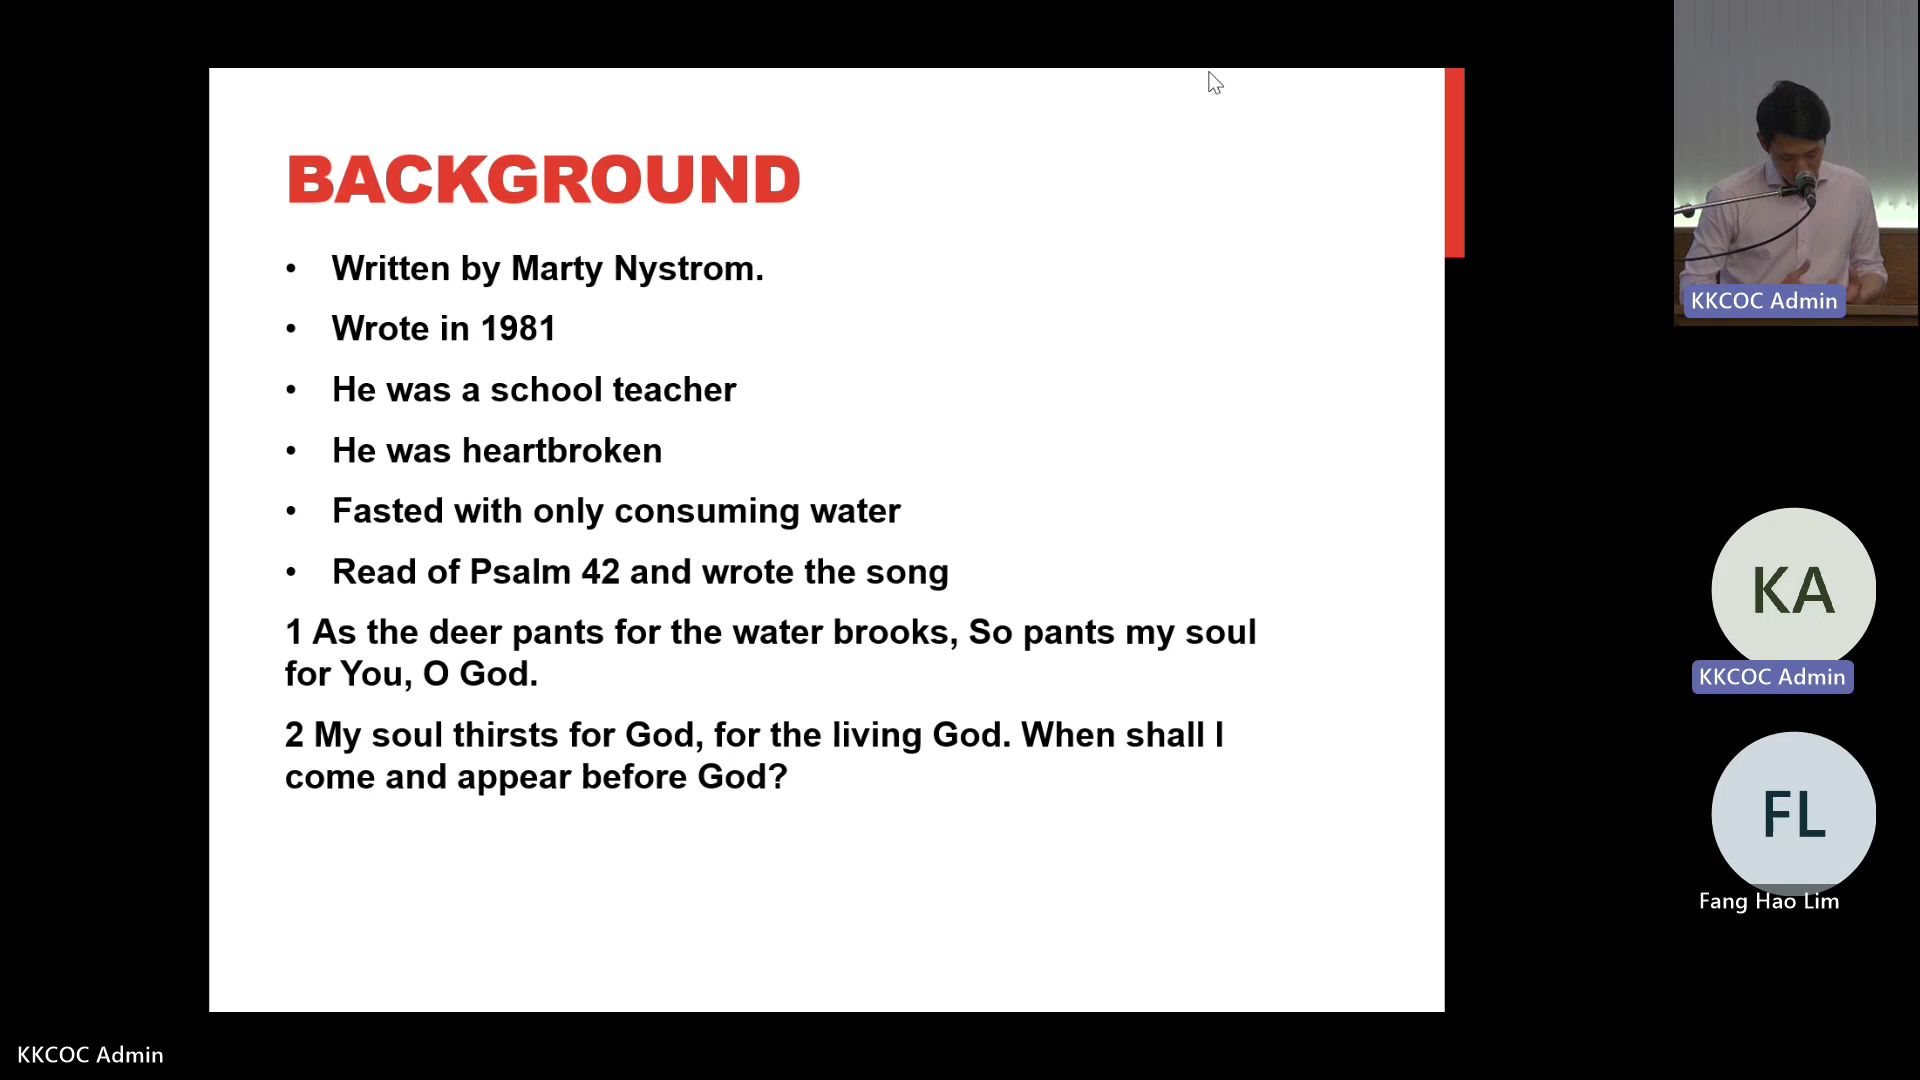 BACKGROUND
• Written by Marty Nystrom.
• Wrote in 1981
• He was a school teacher
• He was heartbroken
• Fasted with only consuming water
• Read of Psalm 42 and wrote the song
1 As the deer pants for the water brooks, So pants my soul
for You, O God.
2 My soul thirsts for God, for the living God. When shall I
come and appear before God?
KKCOC Admin
KA
KKCOC Admin
FL
Fang Hao Lim
KKCOC Admin